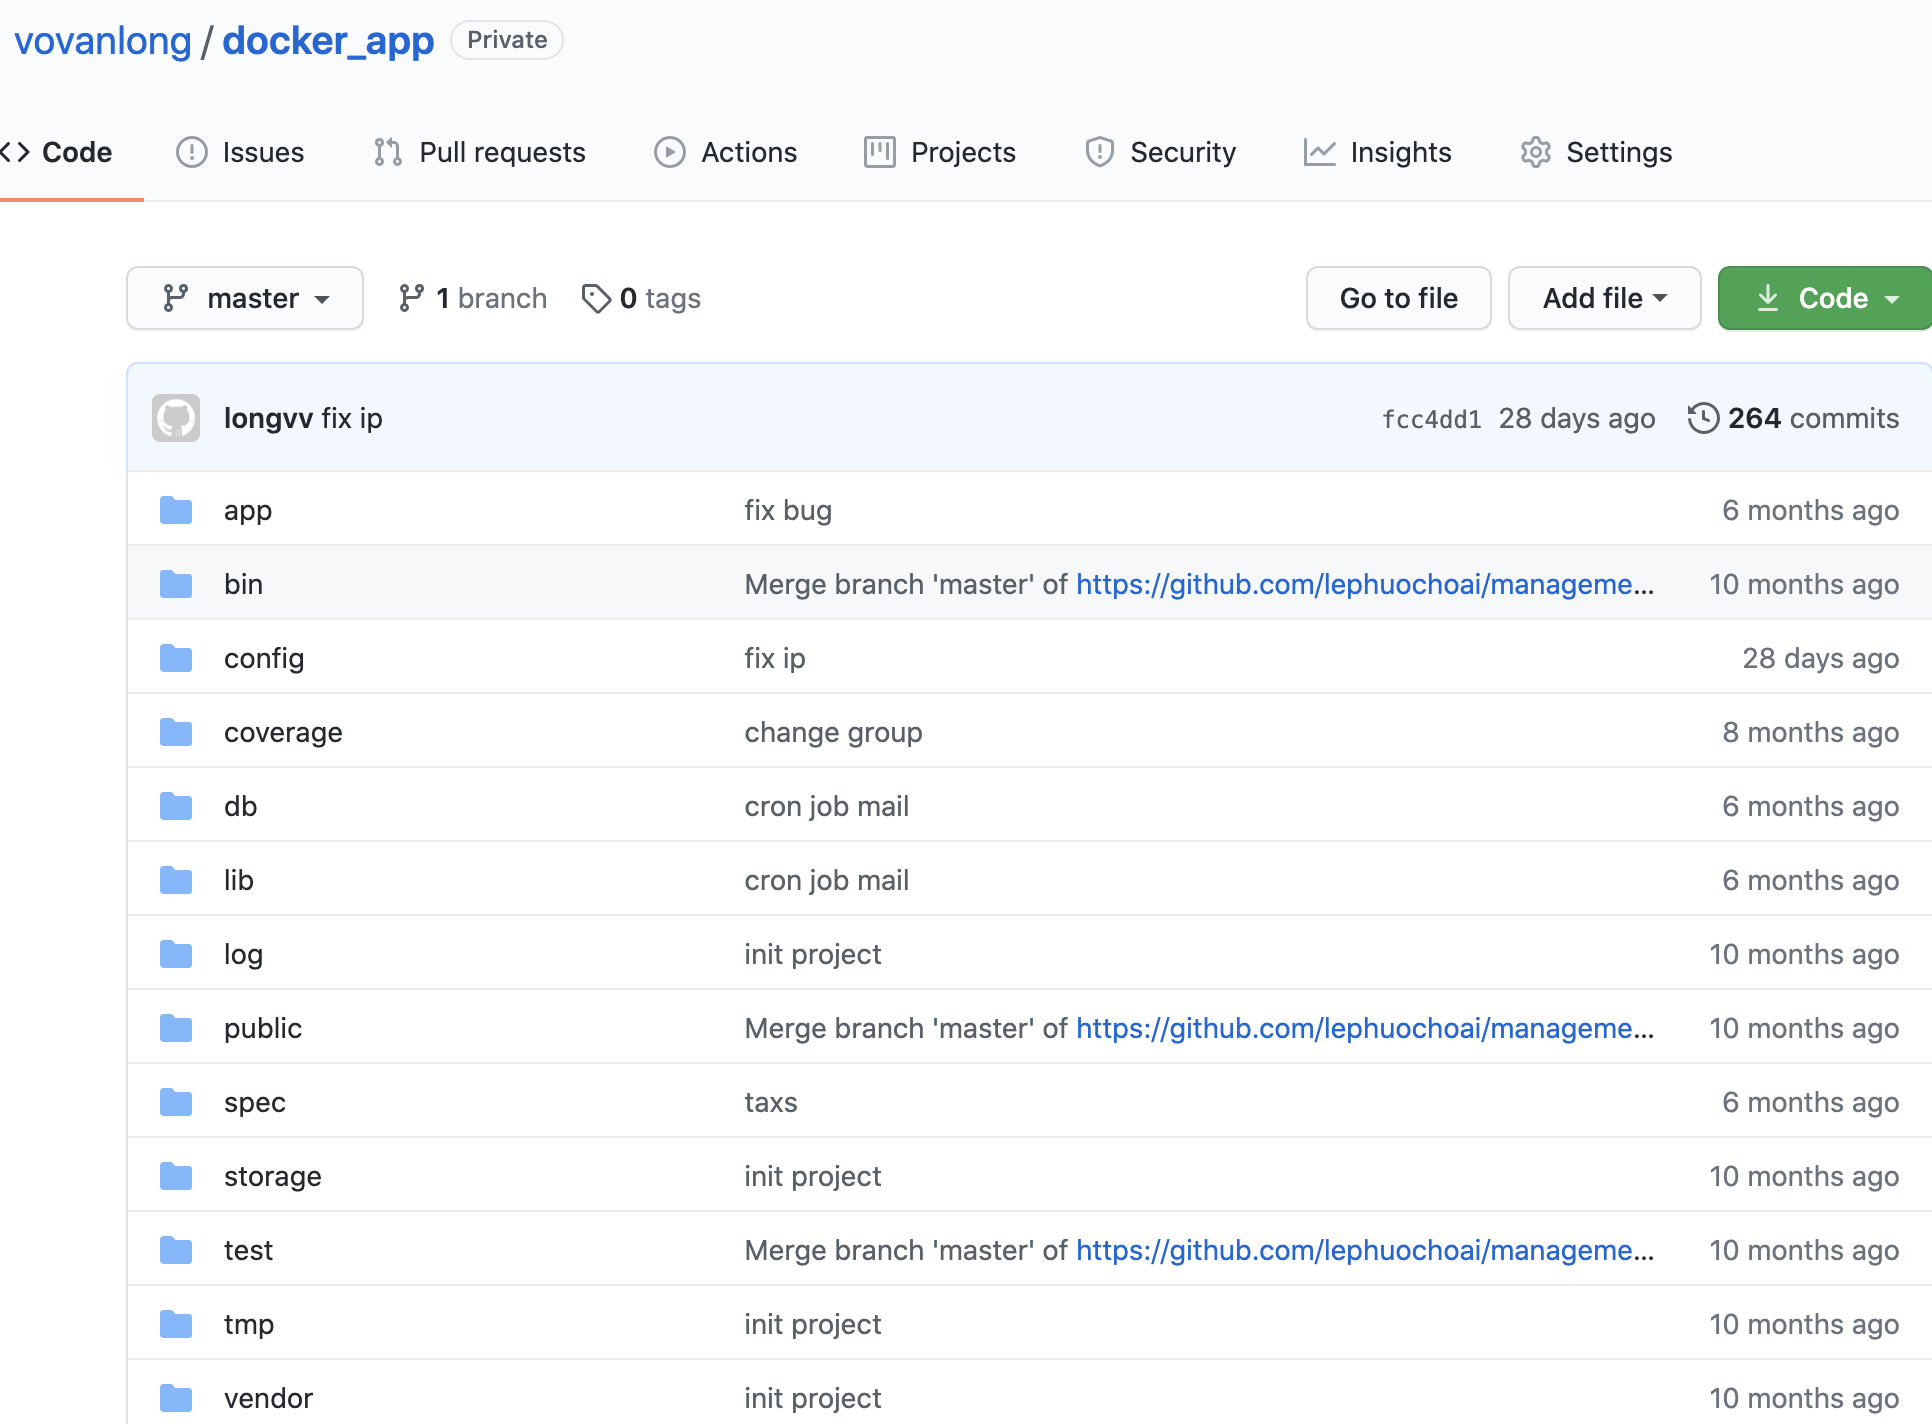 vovanlong / docker_app Private
Code Issues Pull requests Actions Projects Security Insights Settings
master 1 branch 0 tags Go to file Add file Code
longvv fix ip fcc4dd1 28 days ago 264 commits
app fix bug 6 months ago
bin Merge branch 'master' of https://github.com/lephuochoai/manageme... 10 months ago
config fix ip 28 days ago
coverage change group 8 months ago
db cron job mail 6 months ago
lib cron job mail 6 months ago
log init project 10 months ago
public Merge branch 'master' of https://github.com/lephuochoai/manageme... 10 months ago
spec taxs 6 months ago
storage init project 10 months ago
test Merge branch 'master' of https://github.com/lephuochoai/manageme... 10 months ago
tmp init project 10 months ago
vendor init project 10 months ago